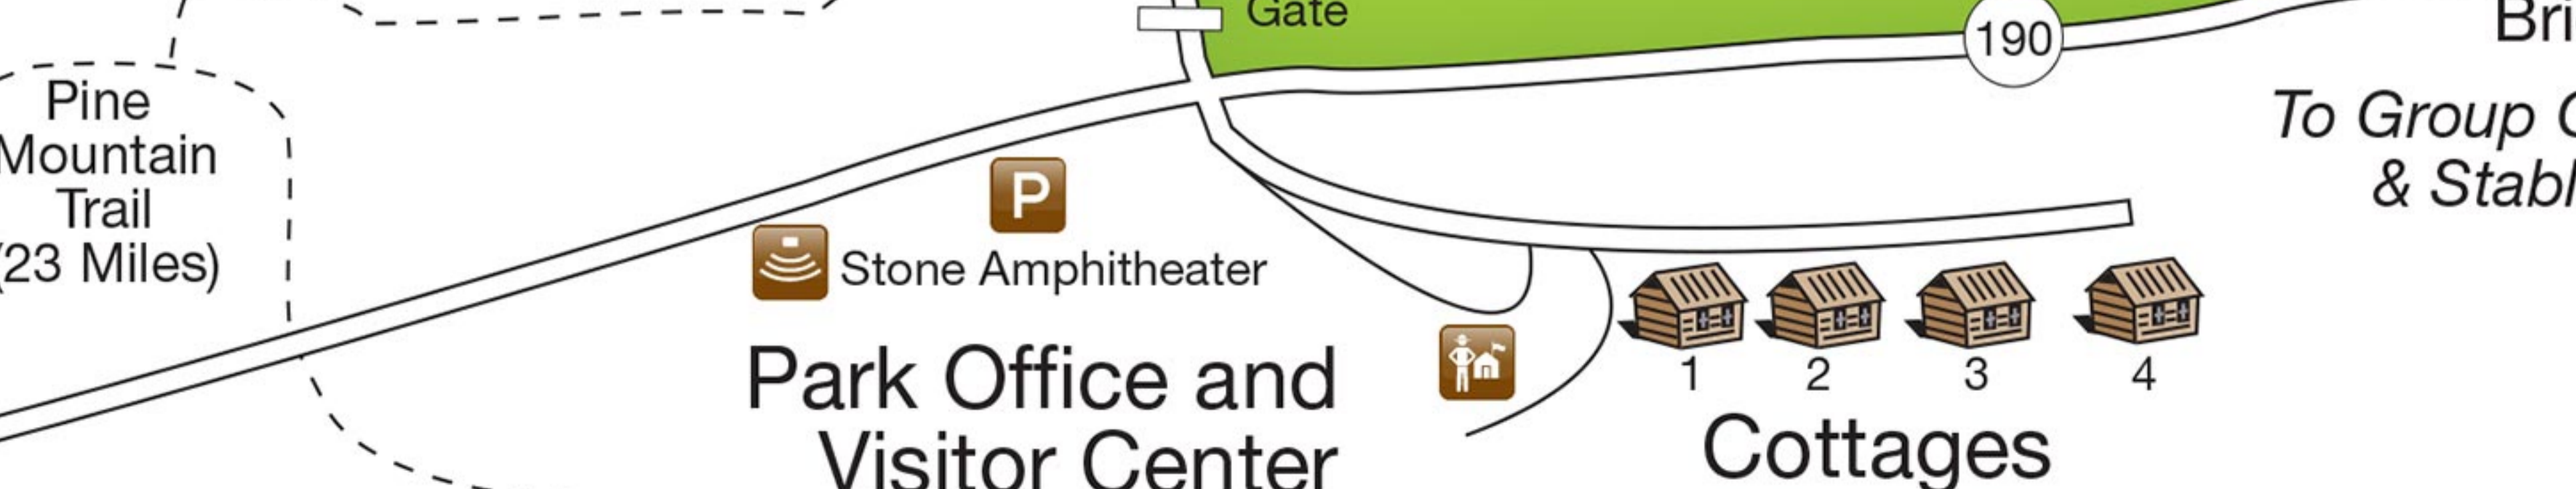 Gate
190
Bri
To Group
& Stabl
Pine
Mountain
Trail
(23 Miles)
P
Stone Amphitheater
Park Office and
Visitor Center
1 2 3 4
Cottages